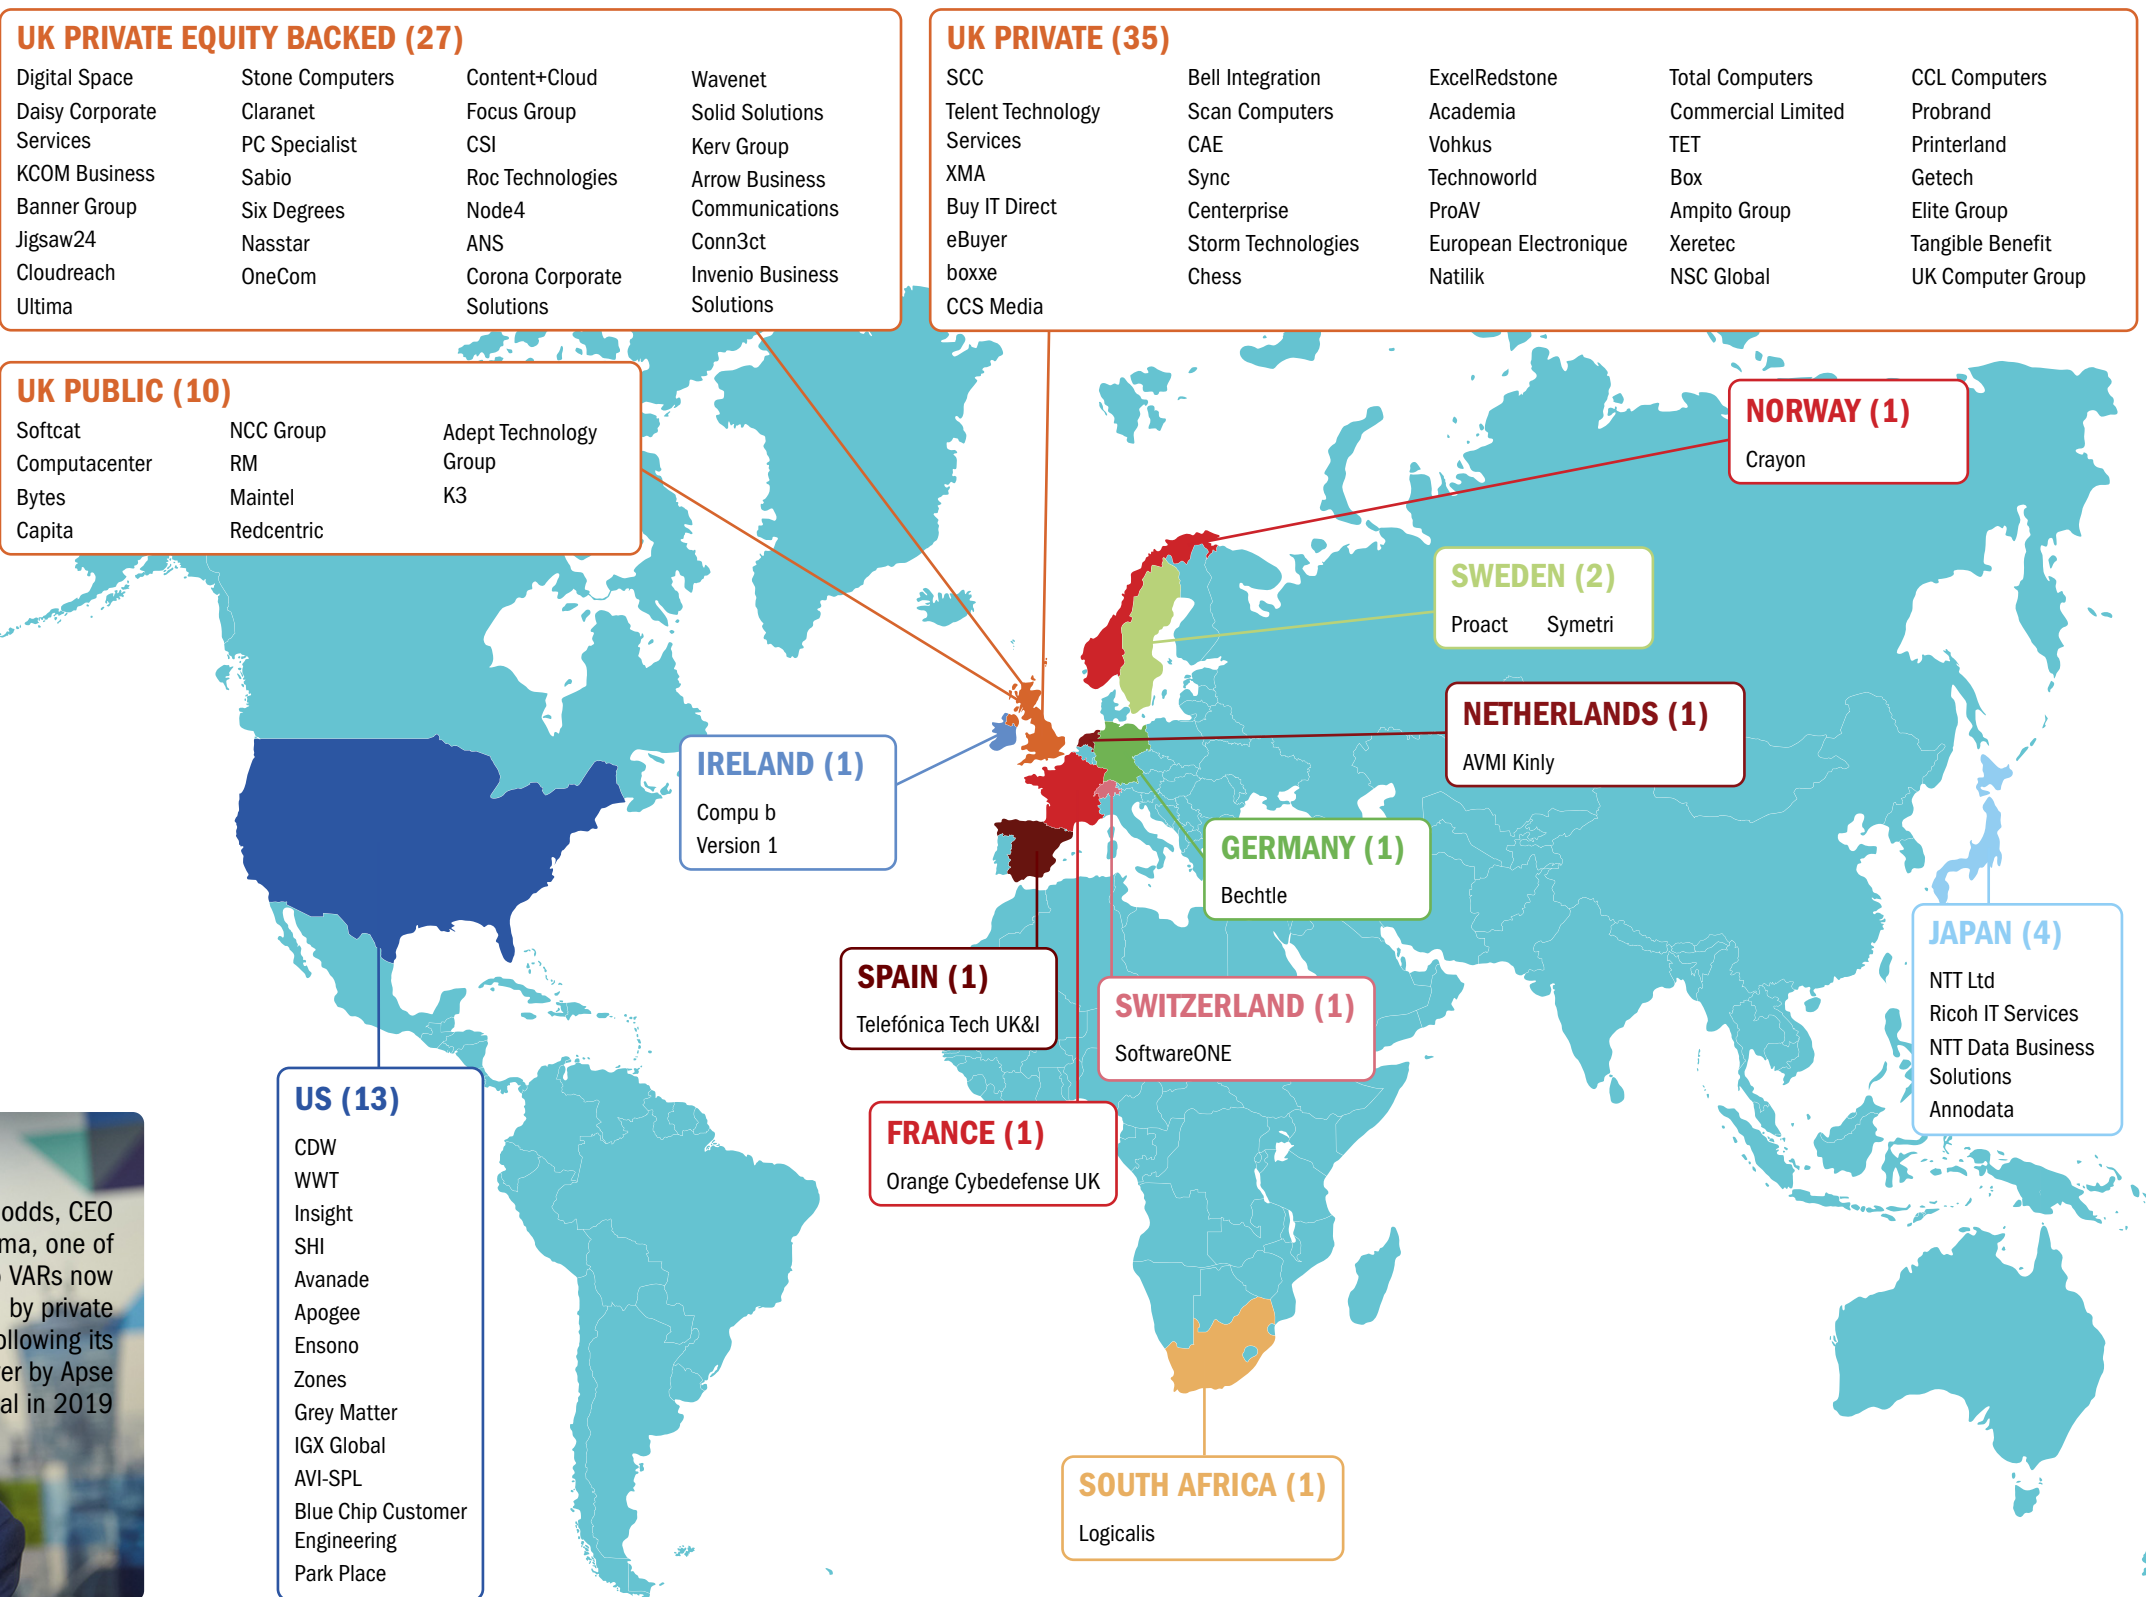 UK PRIVATE EQUITY BACKED (27)
Digital Space
Daisy Corporate
Services
KCOM Business
Banner Group
Jigsaw24
Cloudreach
Ultima
Stone Computers
Claranet
PC Specialist
Sabio
Six Degrees
Nasstar
OneCom
Content+Cloud
Focus Group
CSI
Roc Technologies
Node4
ANS
Corona Corporate
Solutions
Wavenet
Solid Solutions
Kerv Group
Arrow Business
Communications
Conn3ct
Invenio Business
Solutions
UK PRIVATE (35)
SCC
Telent Technology
Services
XMA
Buy IT Direct
eBuyer
boxxe
CCS Media
Bell Integration
Scan Computers
CAE
Sync
Centerprise
Storm Technologies
Chess
ExcelRedstone
Academia
Vohkus
Technoworld
ProAV
European Electronique
Natilik
Total Computers
Commercial Limited
TET
Box
Ampito Group
Xeretec
NSC Global
CCL Computers
Probrand
Printerland
Getech
Elite Group
Tangible Benefit
UK Computer Group
UK PUBLIC (10)
Softcat
Computacenter
Bytes
Capita
NCC Group
RM
Maintel
Redcentric
Adept Technology
Group
K3
NORWAY (1)
Crayon
SWEDEN (2)
Proact Symetri
NETHERLANDS (1)
AVMI Kinly
IRELAND (1)
Compu b
Version 1
GERMANY (1)
Bechtle
JAPAN (4)
NTT Ltd
Ricoh IT Services
NTT Data Business
Solutions
Annodata
SPAIN (1)
Telefónica Tech UK&I
SWITZERLAND (1)
SoftwareONE
FRANCE (1)
Orange Cybedefense UK
US (13)
CDW
WWT
Insight
SHI
Avanade
Apogee
Ensono
Zones
Grey Matter
IGX Global
AVI-SPL
Blue Chip Customer
Engineering
Park Place
SOUTH AFRICA (1)
Logicalis
odds, CEO
ma, one of
VARs now
by private
ollowing its
er by Apse
al in 2019